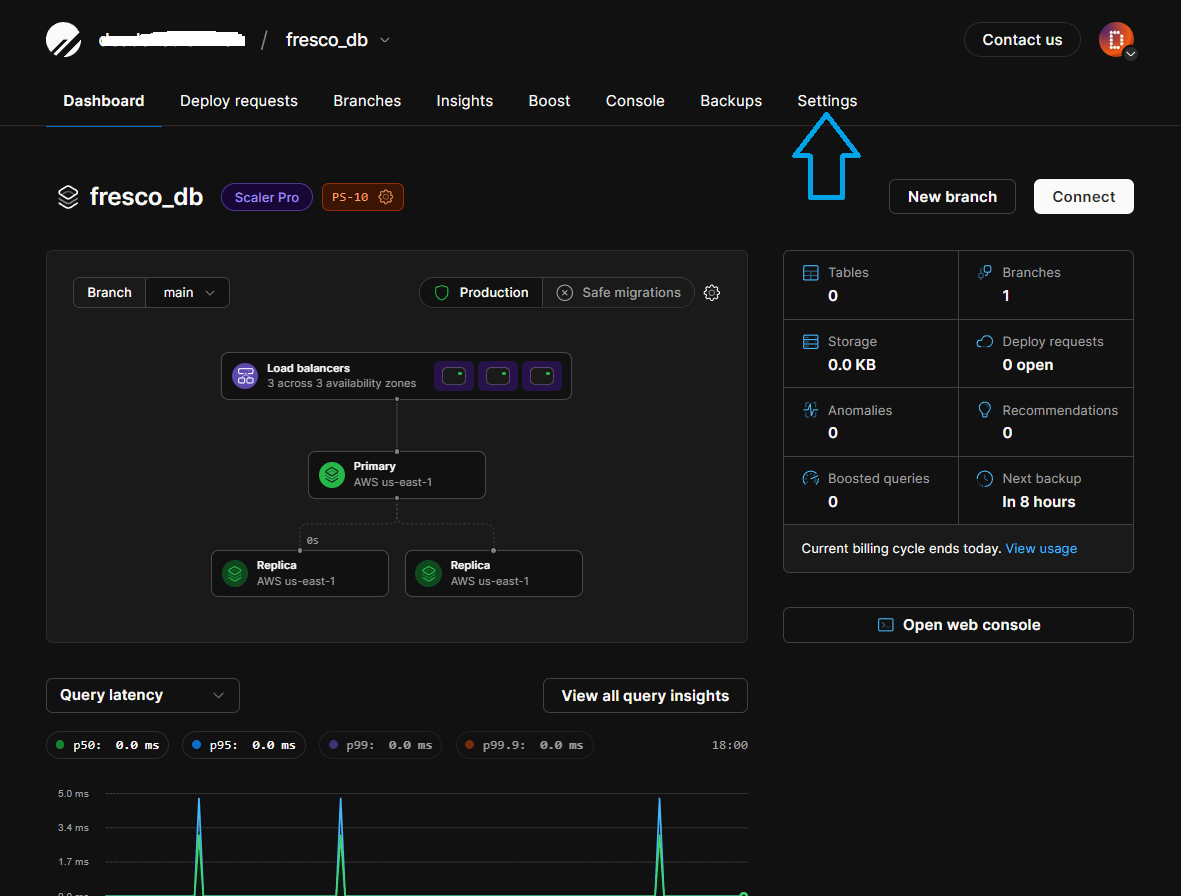 / fresco_db
Contact us
Dashboard Deploy requests Branches Insights Boost Console Backups Settings
fresco_db Scaler Pro PS-10
New branch Connect
Branch main
Production Safe migrations
Load balancers
3 across 3 availability zones
Primary
AWS us-east-1
0s
Replica
AWS us-east-1
Replica
AWS us-east-1
Tables
0
Branches
1
Storage
0.0 KB
Deploy requests
0 open
Anomalies
0
Recommendations
0
Boosted queries
0
Next backup
In 8 hours
Current billing cycle ends today. View usage
Open web console
Query latency
View all query insights
p50: 0.0 ms p95: 0.0 ms p99: 0.0 ms p99.9: 0.0 ms 18:00
5.0 ms
3.4 ms
1.7 ms